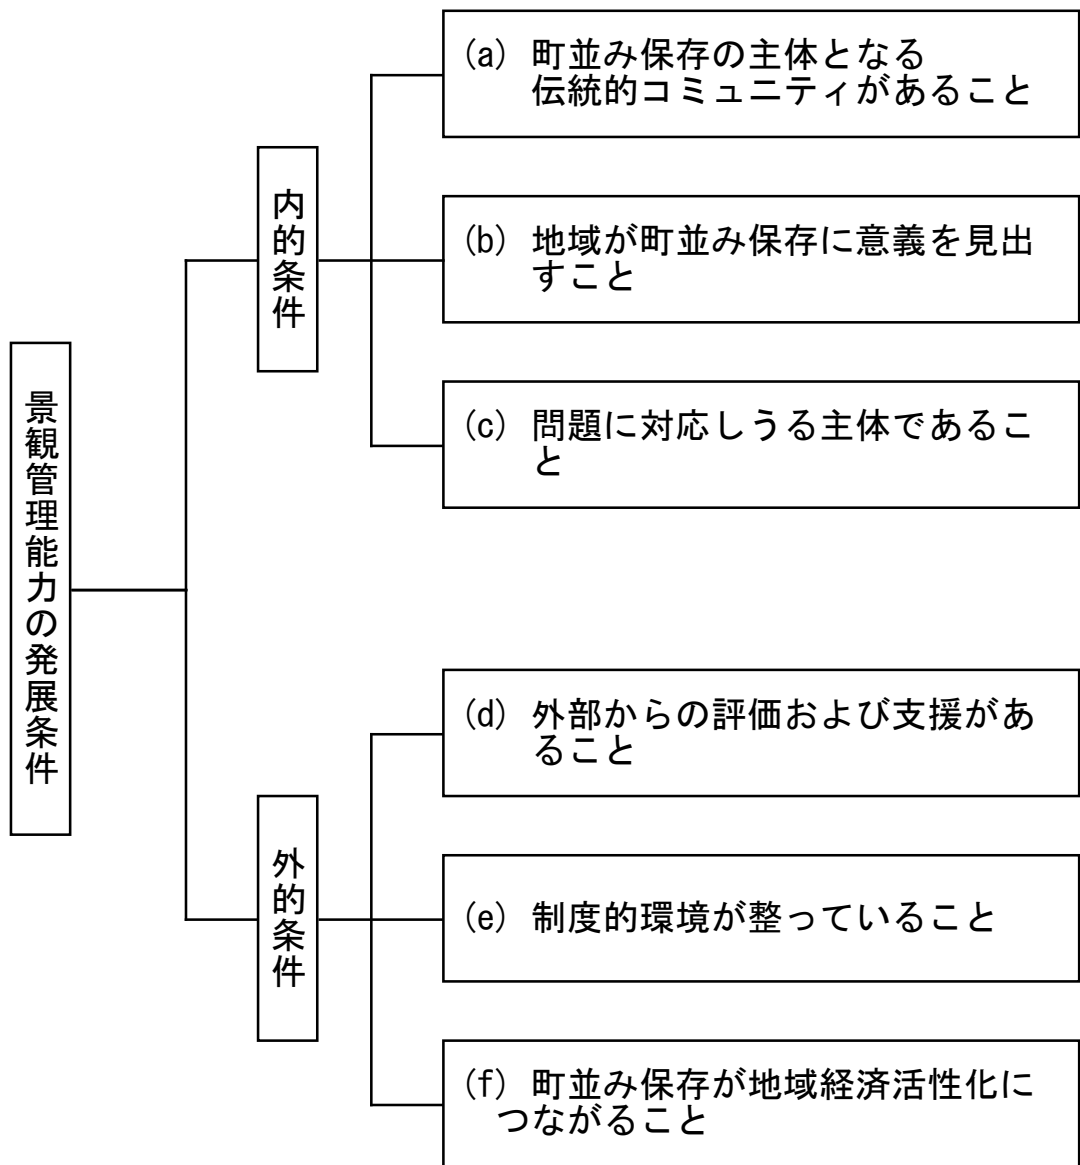 景観管理能力の発展条件
内的条件
(a) 町並み保存の主体となる
伝統的コミュニティがあること
(b) 地域が町並み保存に意義を見出
すこと
(c) 問題に対応しうる主体であるこ
と
外的条件
(d) 外部からの評価および支援があ
ること
(e) 制度的環境が整っていること
(f) 町並み保存が地域経済活性化に
つながること